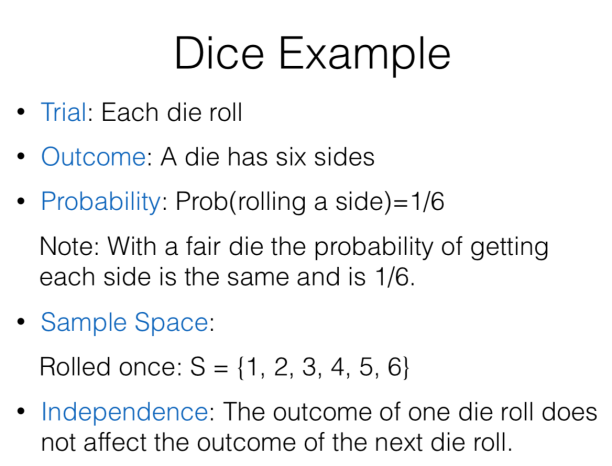 Dice Example
• Trial: Each die roll
• Outcome: A die has six sides
• Probability: Prob(rolling a side)=1/6
Note: With a fair die the probability of getting
each side is the same and is 1/6.
• Sample Space:
Rolled once: S = {1, 2, 3, 4, 5, 6}
• Independence: The outcome of one die roll does
not affect the outcome of the next die roll.